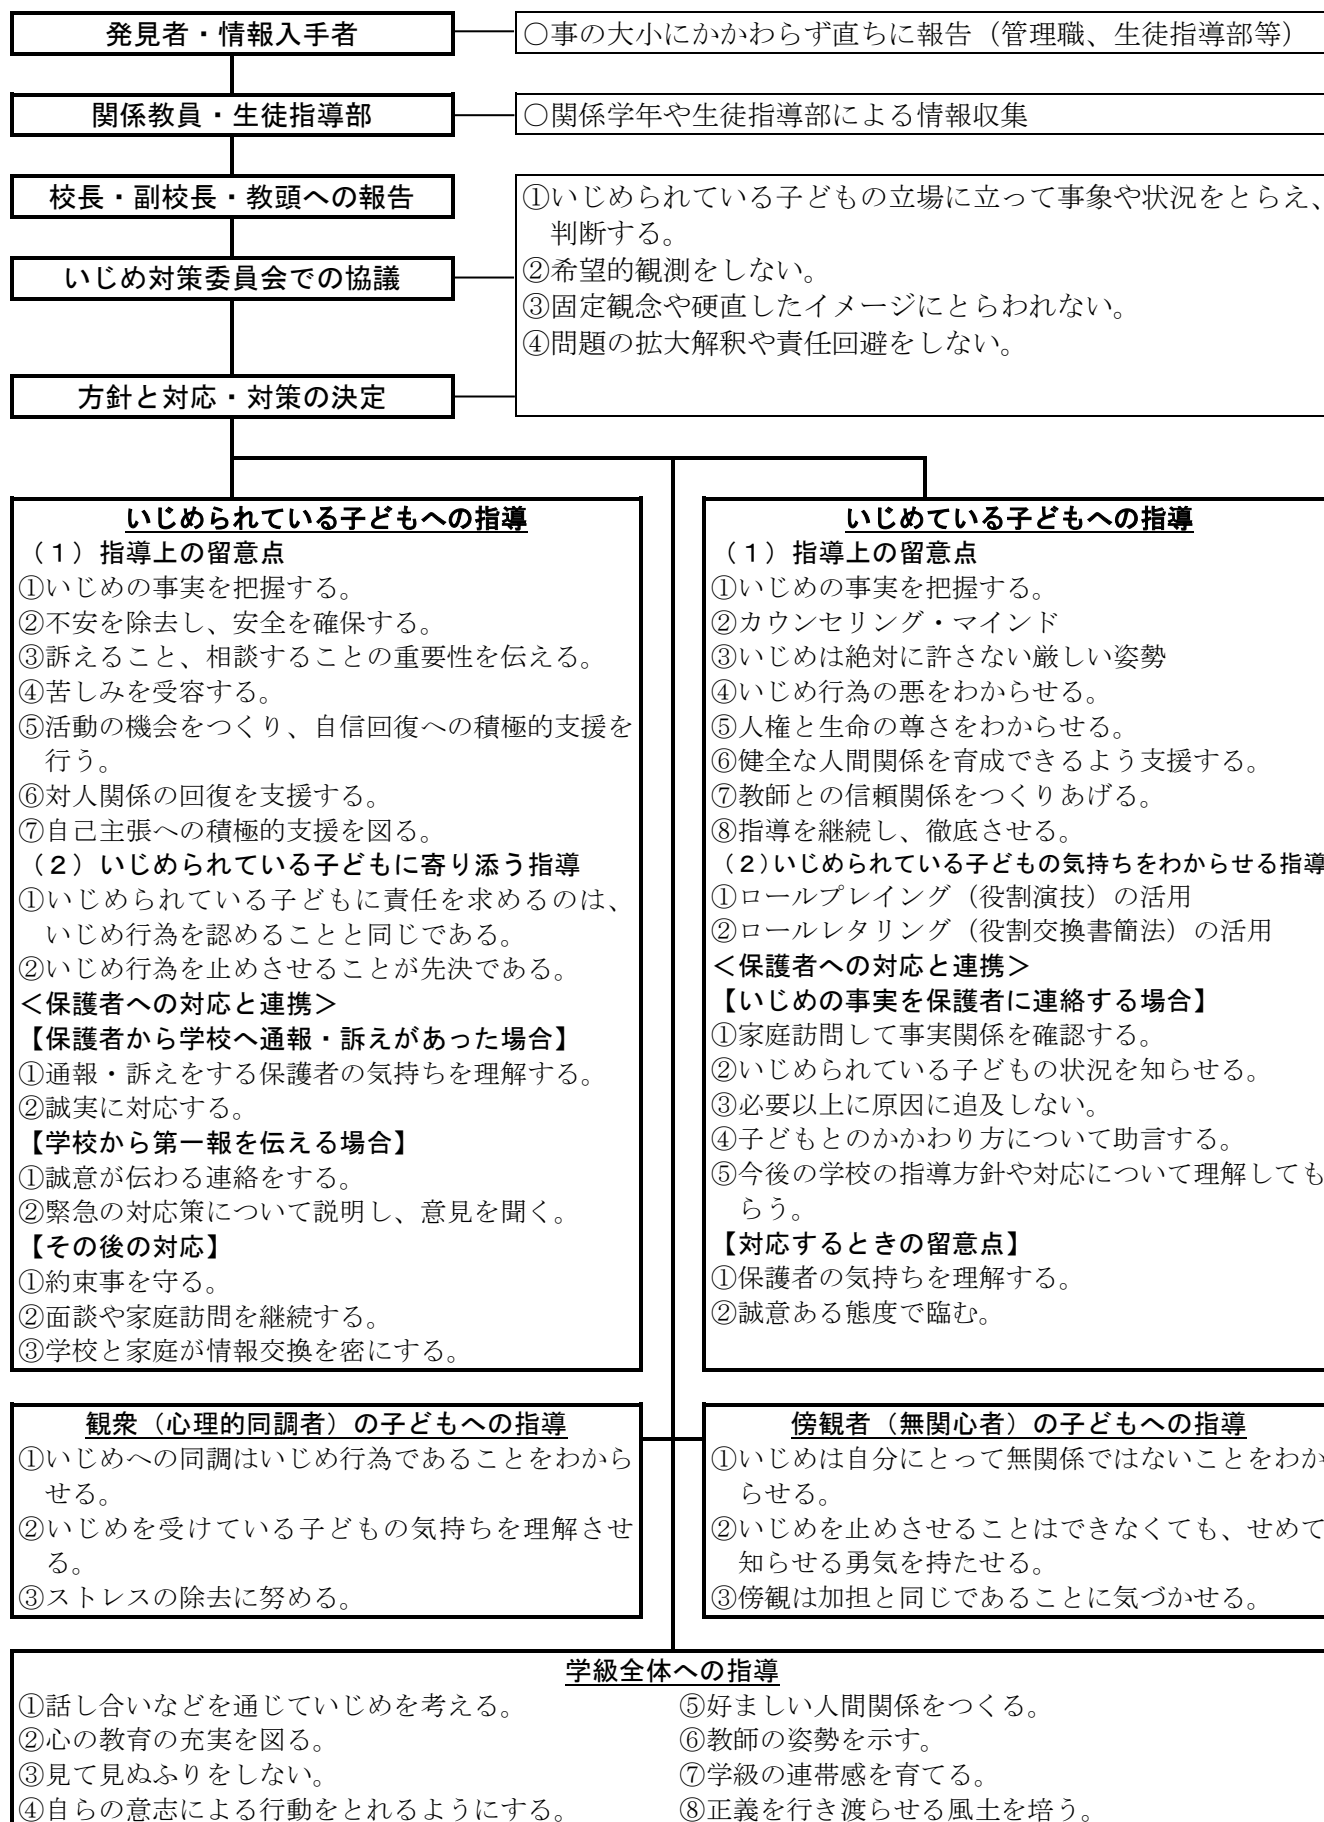 発見者・情報入手者
○事の大小にかかわらず直ちに報告（管理職、生徒指導部等）
関係教員・生徒指導部
○関係学年や生徒指導部による情報収集
校長・副校長・教頭への報告
いじめ対策委員会での協議
方針と対応・対策の決定
①いじめられている子どもの立場に立って事象や状況をとらえ、
判断する。
②希望的観測をしない。
③固定観念や硬直したイメージにとらわれない。
④問題の拡大解釈や責任回避をしない。
いじめられている子どもへの指導
（１）指導上の留意点
①いじめの事実を把握する。
②不安を除去し、安全を確保する。
③訴えること、相談することの重要性を伝える。
④苦しみを受容する。
⑤活動の機会をつくり、自信回復への積極的支援を
行う。
⑥対人関係の回復を支援する。
⑦自己主張への積極的支援を図る。
（２）いじめられている子どもに寄り添う指導
①いじめられている子どもに責任を求めるのは、
いじめ行為を認めることと同じである。
②いじめ行為を止めさせることが先決である。
＜保護者への対応と連携＞
【保護者から学校へ通報・訴えがあった場合】
①通報・訴えをする保護者の気持ちを理解する。
②誠実に対応する。
【学校から第一報を伝える場合】
①誠意が伝わる連絡をする。
②緊急の対応策について説明し、意見を聞く。
【その後の対応】
①約束事を守る。
②面談や家庭訪問を継続する。
③学校と家庭が情報交換を密にする。
いじめている子どもへの指導
（１）指導上の留意点
①いじめの事実を把握する。
②カウンセリング・マインド
③いじめは絶対に許さない厳しい姿勢
④いじめ行為の悪をわからせる。
⑤人権と生命の尊さをわからせる。
⑥健全な人間関係を育成できるよう支援する。
⑦教師との信頼関係をつくりあげる。
⑧指導を継続し、徹底させる。
（２）いじめられている子どもの気持ちをわからせる指導
①ロールプレイング（役割演技）の活用
②ロールレタリング（役割交換書簡法）の活用
＜保護者への対応と連携＞
【いじめの事実を保護者に連絡する場合】
①家庭訪問して事実関係を確認する。
②いじめられている子どもの状況を知らせる。
③必要以上に原因に追及しない。
④子どもとのかかわり方について助言する。
⑤今後の学校の指導方針や対応について理解しても
らう。
【対応するときの留意点】
①保護者の気持ちを理解する。
②誠意ある態度で臨む。
観衆（心理的同調者）の子どもへの指導
①いじめへの同調はいじめ行為であることをわから
せる。
②いじめを受けている子どもの気持ちを理解させ
る。
③ストレスの除去に努める。
傍観者（無関心者）の子どもへの指導
①いじめは自分にとって無関係ではないことをわか
らせる。
②いじめを止めさせることはできなくても、せめて
知らせる勇気を持たせる。
③傍観は加担と同じであることに気づかせる。
学級全体への指導
①話し合いなどを通じていじめを考える。
②心の教育の充実を図る。
③見て見ぬふりをしない。
④自らの意志による行動をとれるようにする。
⑤好ましい人間関係をつくる。
⑥教師の姿勢を示す。
⑦学級の連帯感を育てる。
⑧正義を行き渡らせる風土を培う。